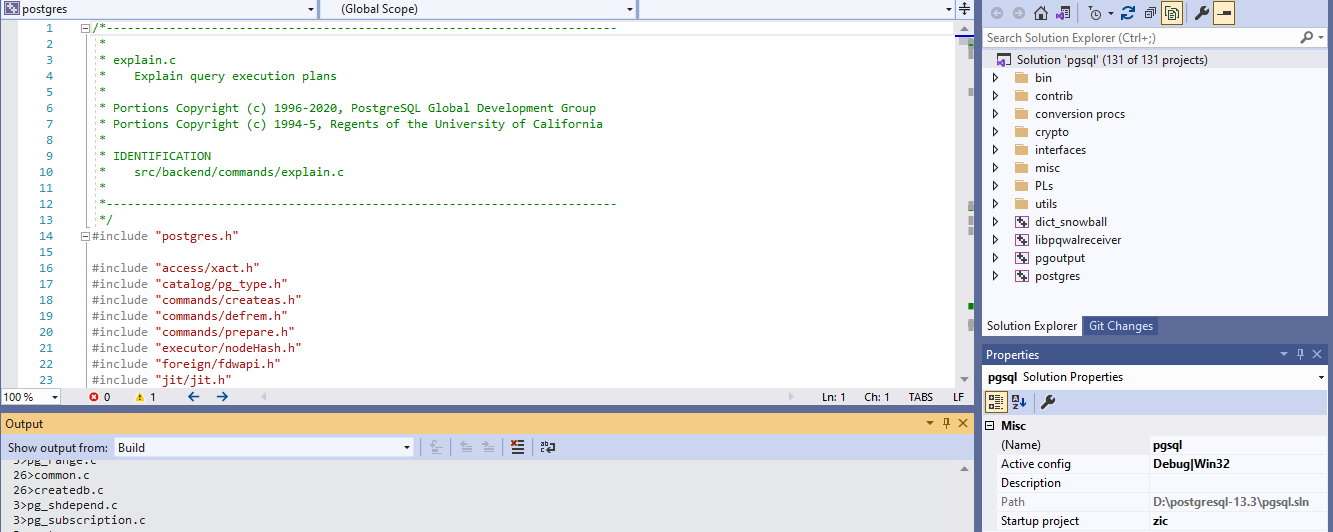 postgres
(Global Scope)
1 /*-------------------------------------------------------------------------
2 *
3 * explain.c
4 * Explain query execution plans
5 *
6 * Portions Copyright (c) 1996-2020, PostgreSQL Global Development Group
7 * Portions Copyright (c) 1994-5, Regents of the University of California
8 *
9 * IDENTIFICATION
10 * src/backend/commands/explain.c
11 *
12 *-------------------------------------------------------------------------
13 */
14 #include "postgres.h"
15
16 #include "access/xact.h"
17 #include "catalog/pg_type.h"
18 #include "commands/createas.h"
19 #include "commands/defrem.h"
20 #include "commands/prepare.h"
21 #include "executor/nodeHash.h"
22 #include "foreign/fdwapi.h"
23 #include "jit/jit.h"
100 % 0 1 Ln: 1 Ch: 1 TABS LF
Output
Show output from: Build
3>pg_range.c
26>common.c
26>createdb.c
3>pg_shdepend.c
3>pg_subscription.c
Search Solution Explorer (Ctrl+;)
Solution 'pgsql' (131 of 131 projects)
bin
contrib
conversion procs
crypto
interfaces
misc
PLs
utils
dict_snowball
libpqwalreceiver
pgoutput
postgres
Solution Explorer Git Changes
Properties
pgsql Solution Properties
Misc
(Name) pgsql
Active config Debug|Win32
Description
Path D:\postgresql-13.3\pgsql.sln
Startup project zic